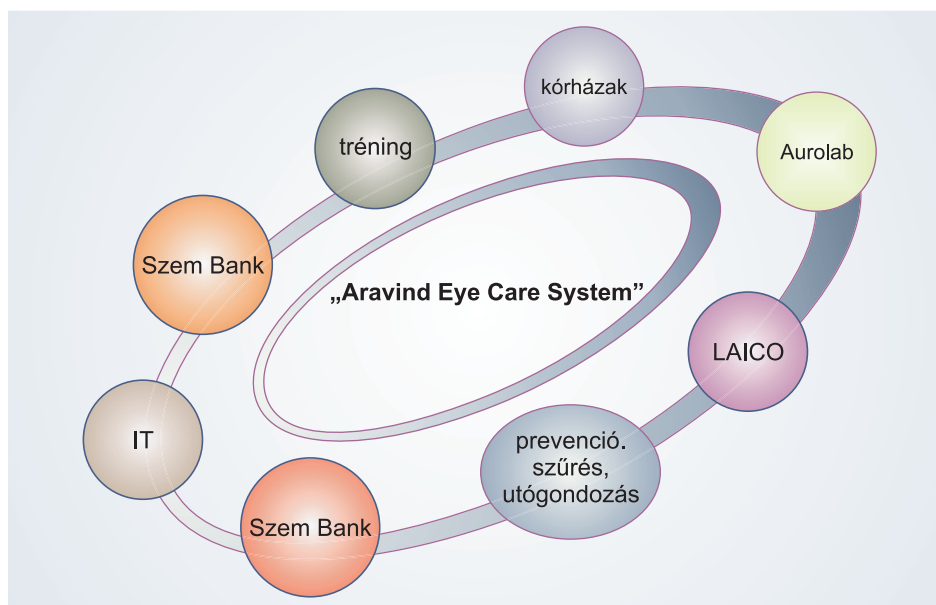 kórházak
tréning
Aurolab
Szem Bank
„Aravind Eye Care System”
LAICO
IT
prevenció.
szűrés,
utógondozás
Szem Bank